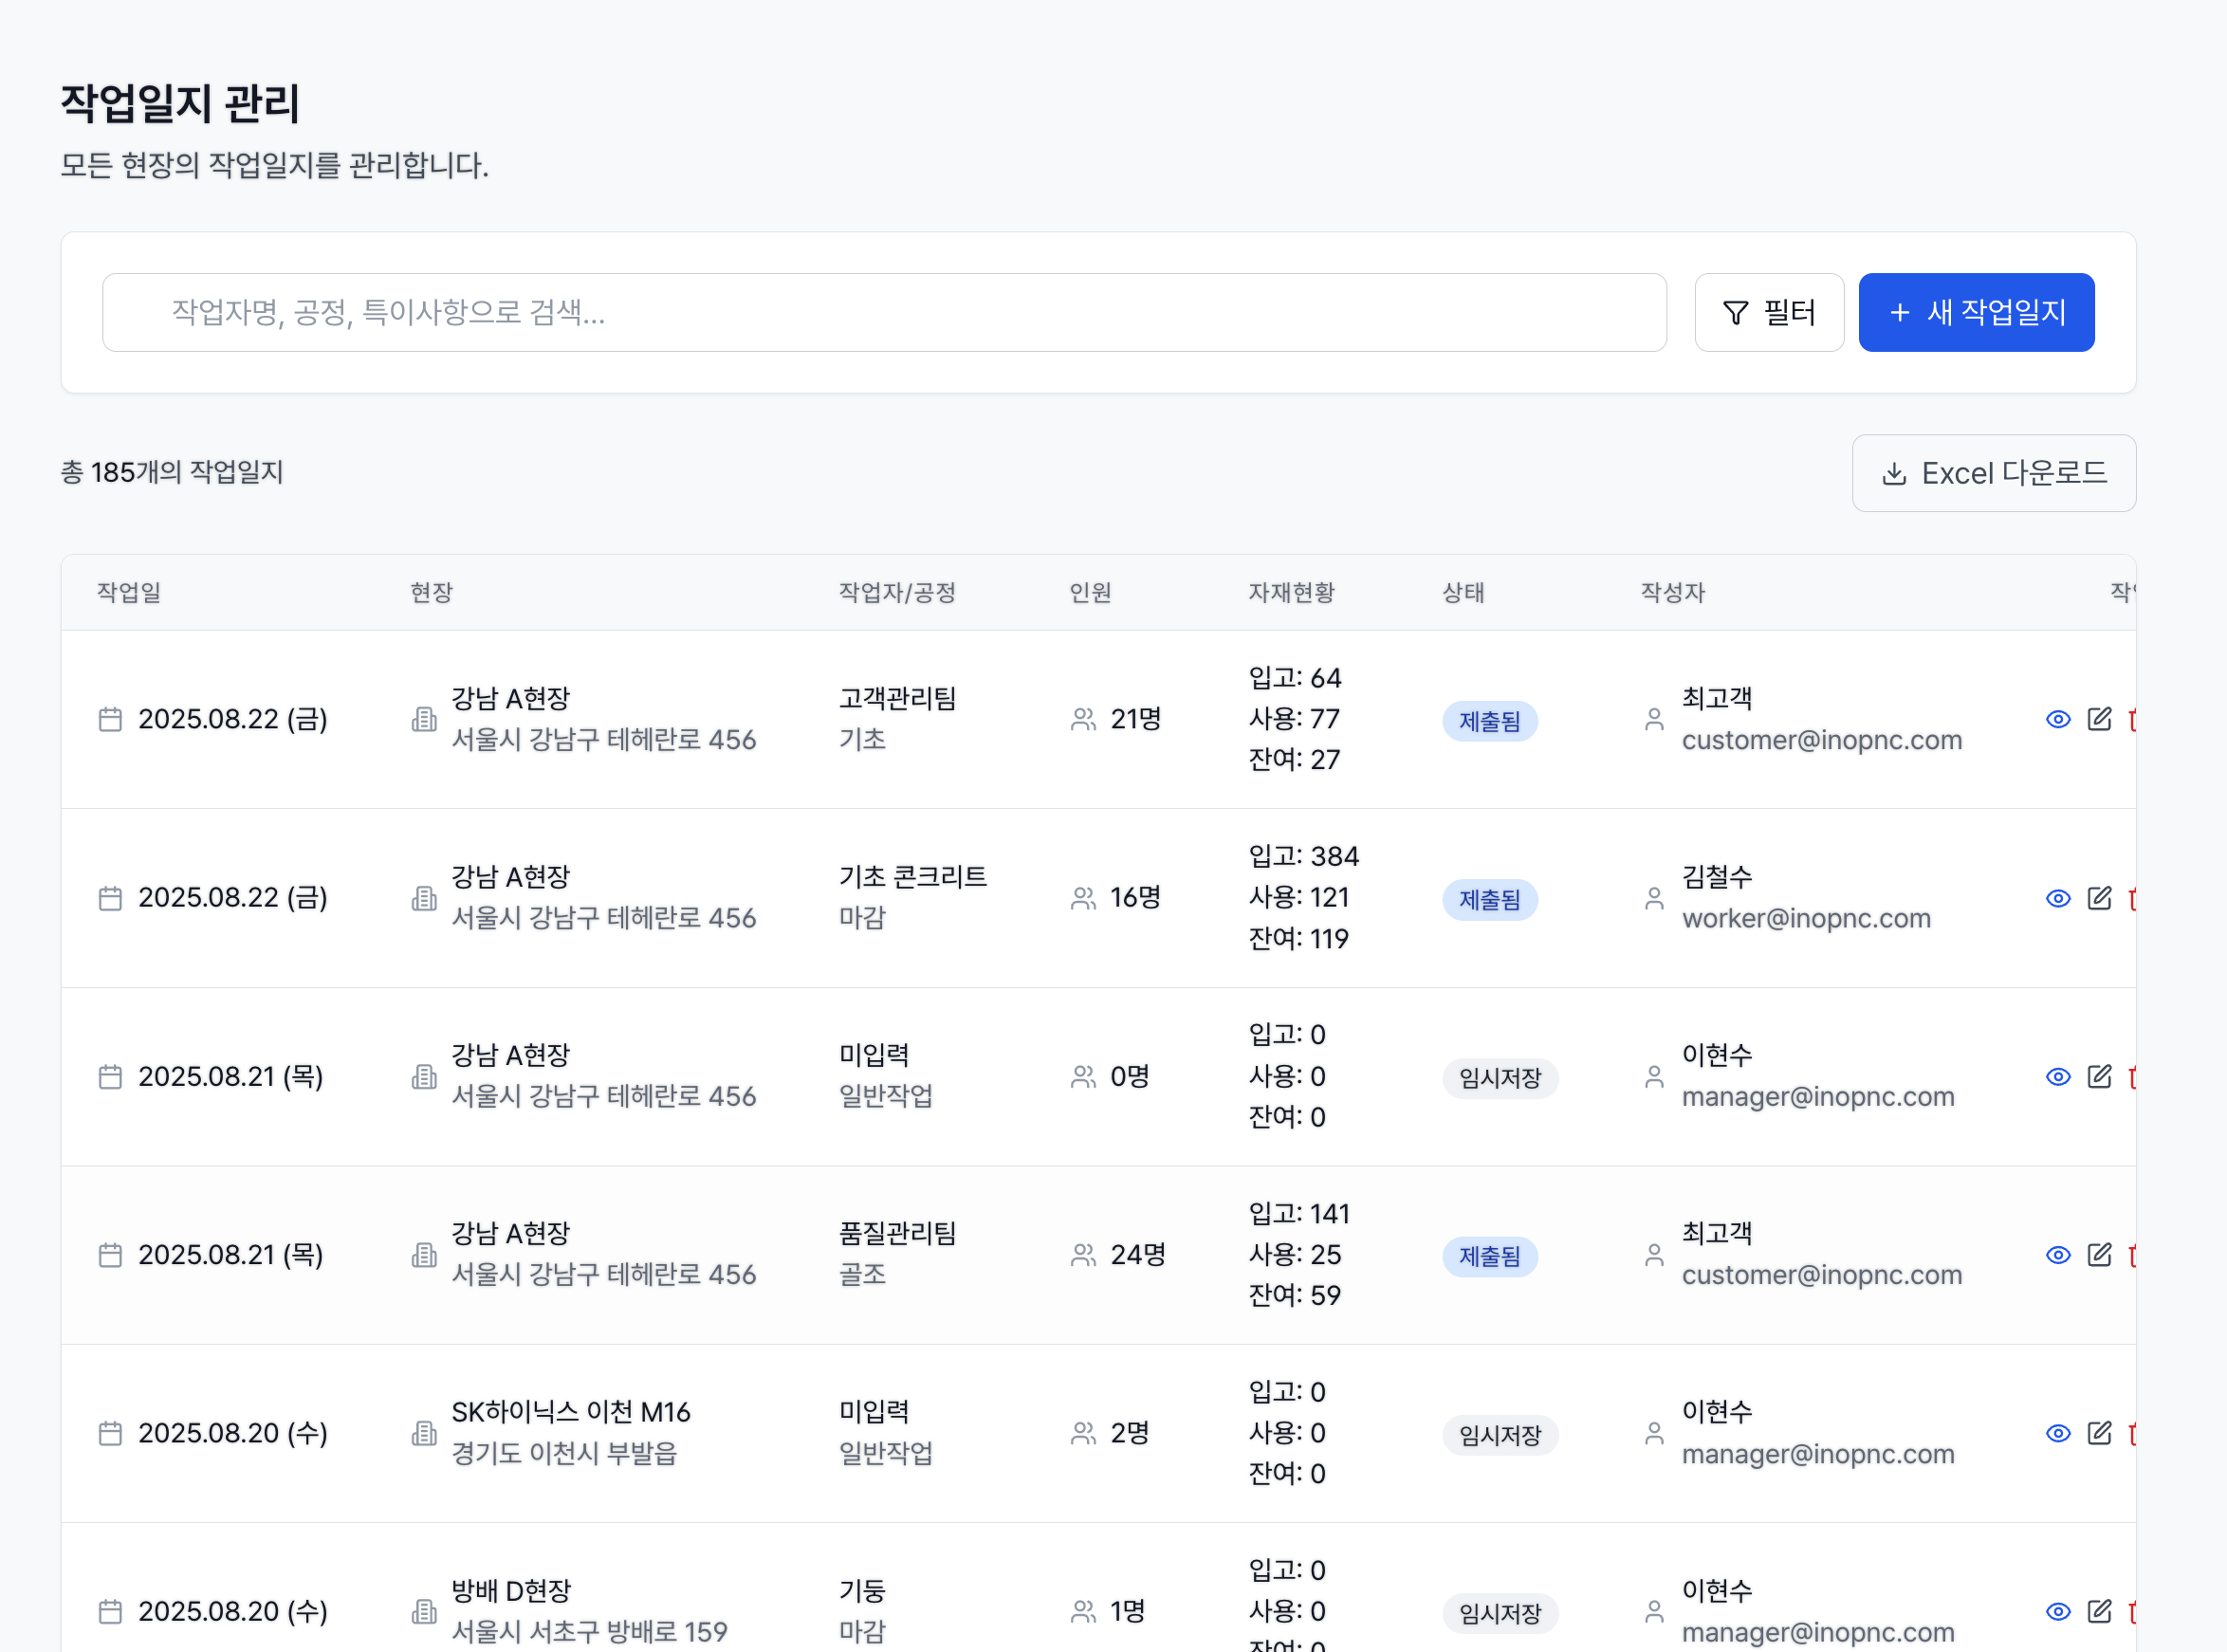 작업일지 관리
모든 현장의 작업일지를 관리합니다.
작업자명, 공정, 특이사항으로 검색...
필터
+ 새 작업일지
총 185개의 작업일지
Excel 다운로드
작업일 현장 작업자/공정 인원 자재현황 상태 작성자
2025.08.22 (금)
강남 A현장
서울시 강남구 테헤란로 456
고객관리팀
기초
21명
입고: 64
사용: 77
잔여: 27
제출됨
최고객
customer@inopnc.com
2025.08.22 (금)
강남 A현장
서울시 강남구 테헤란로 456
기초 콘크리트
마감
16명
입고: 384
사용: 121
잔여: 119
제출됨
김철수
worker@inopnc.com
2025.08.21 (목)
강남 A현장
서울시 강남구 테헤란로 456
미입력
일반작업
0명
입고: 0
사용: 0
잔여: 0
임시저장
이현수
manager@inopnc.com
2025.08.21 (목)
강남 A현장
서울시 강남구 테헤란로 456
품질관리팀
골조
24명
입고: 141
사용: 25
잔여: 59
제출됨
최고객
customer@inopnc.com
2025.08.20 (수)
SK하이닉스 이천 M16
경기도 이천시 부발읍
미입력
일반작업
2명
입고: 0
사용: 0
잔여: 0
임시저장
이현수
manager@inopnc.com
2025.08.20 (수)
방배 D현장
서울시 서초구 방배로 159
기둥
마감
1명
입고: 0
사용: 0
잔여: 0
임시저장
이현수
manager@inopnc.com